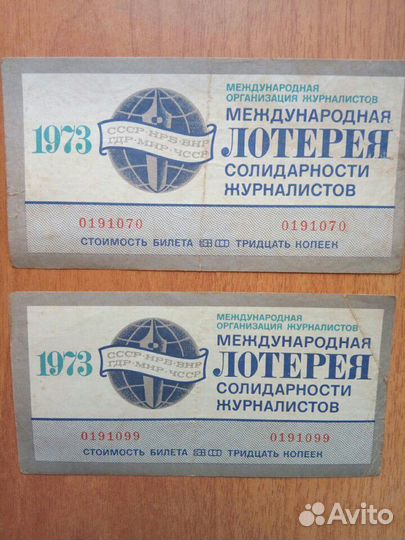 МЕЖДУНАРОДНАЯ
ОРГАНИЗАЦИЯ ЖУРНАЛИСТОВ
МЕЖДУНАРОДНАЯ
1973
СССР·НРБ·ВНР
ГДР·МНР·ЧССР
ЛОТЕРЕЯ
СОЛИДАРНОСТИ
ЖУРНАЛИСТОВ
0191070 0191070
СТОИМОСТЬ БИЛЕТА ТРИДЦАТЬ КОПЕЕК
МЕЖДУНАРОДНАЯ
ОРГАНИЗАЦИЯ ЖУРНАЛИСТОВ
МЕЖДУНАРОДНАЯ
1973
СССР·НРБ·ВНР
ГДР·МНР·ЧССР
ЛОТЕРЕЯ
СОЛИДАРНОСТИ
ЖУРНАЛИСТОВ
0191099 0191099
СТОИМОСТЬ БИЛЕТА ТРИДЦАТЬ КОПЕЕК
Avito